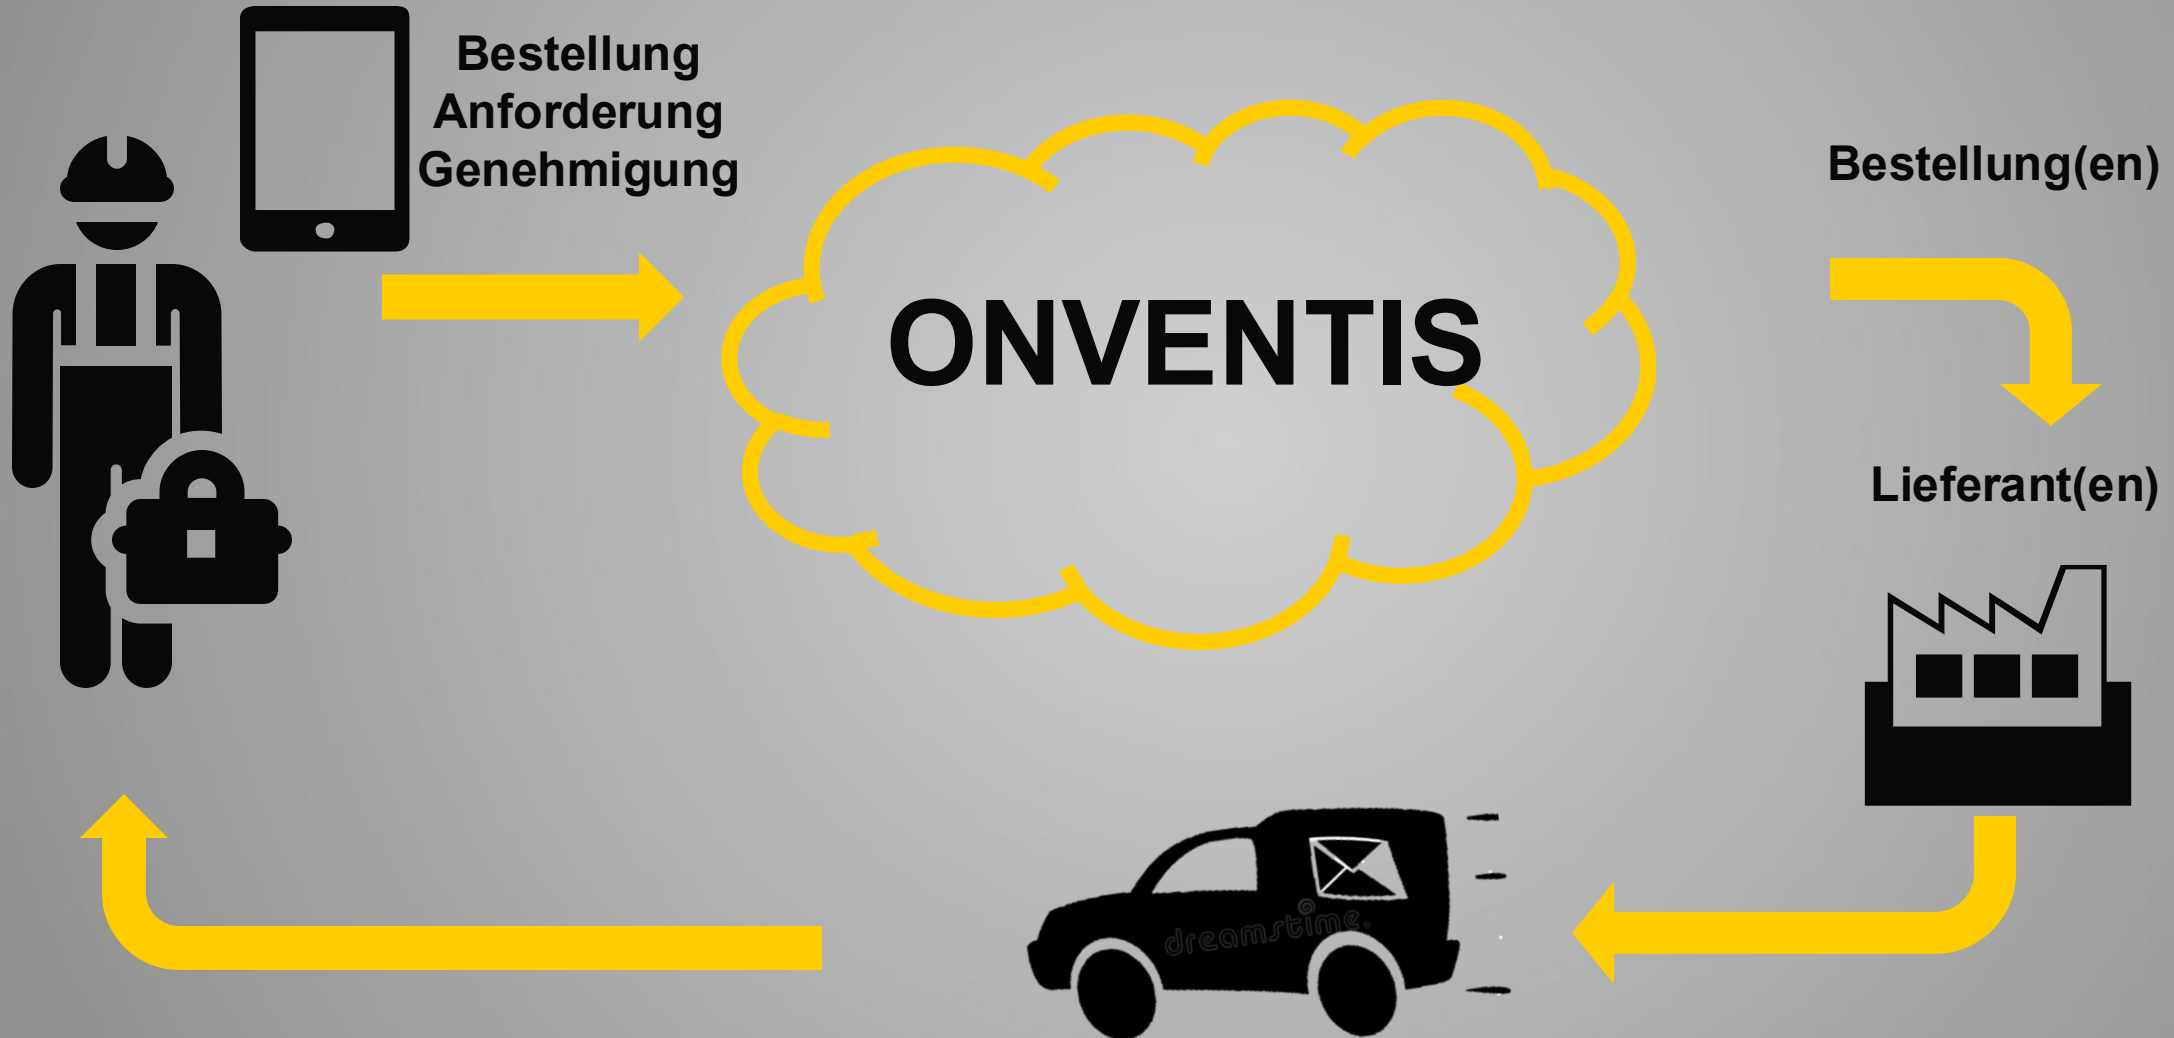 Bestellung
Anforderung
Genehmigung
ONVENTIS
Bestellung(en)
Lieferant(en)
dreamstime.